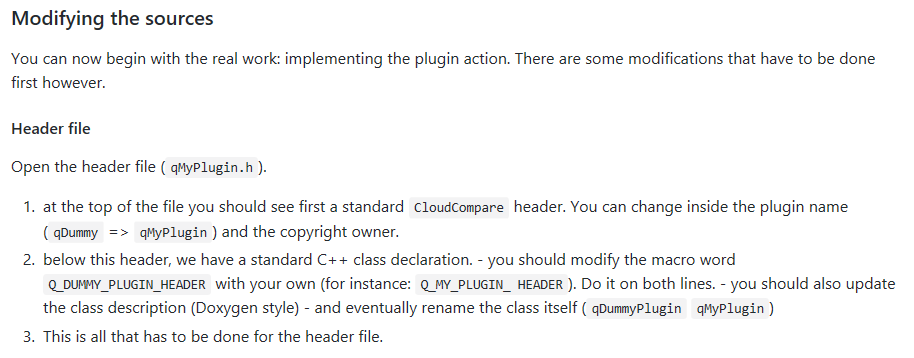 Modifying the sources
You can now begin with the real work: implementing the plugin action. There are some modifications that have to be done
first however.
Header file
Open the header file ( qMyPlugin.h ).
1. at the top of the file you should see first a standard CloudCompare header. You can change inside the plugin name
( qDummy => qMyPlugin ) and the copyright owner.
2. below this header, we have a standard C++ class declaration. - you should modify the macro word
Q_DUMMY_PLUGIN_HEADER with your own (for instance: Q_MY_PLUGIN_ HEADER ). Do it on both lines. - you should also update
the class description (Doxygen style) - and eventually rename the class itself ( qDummyPlugin qMyPlugin )
3. This is all that has to be done for the header file.